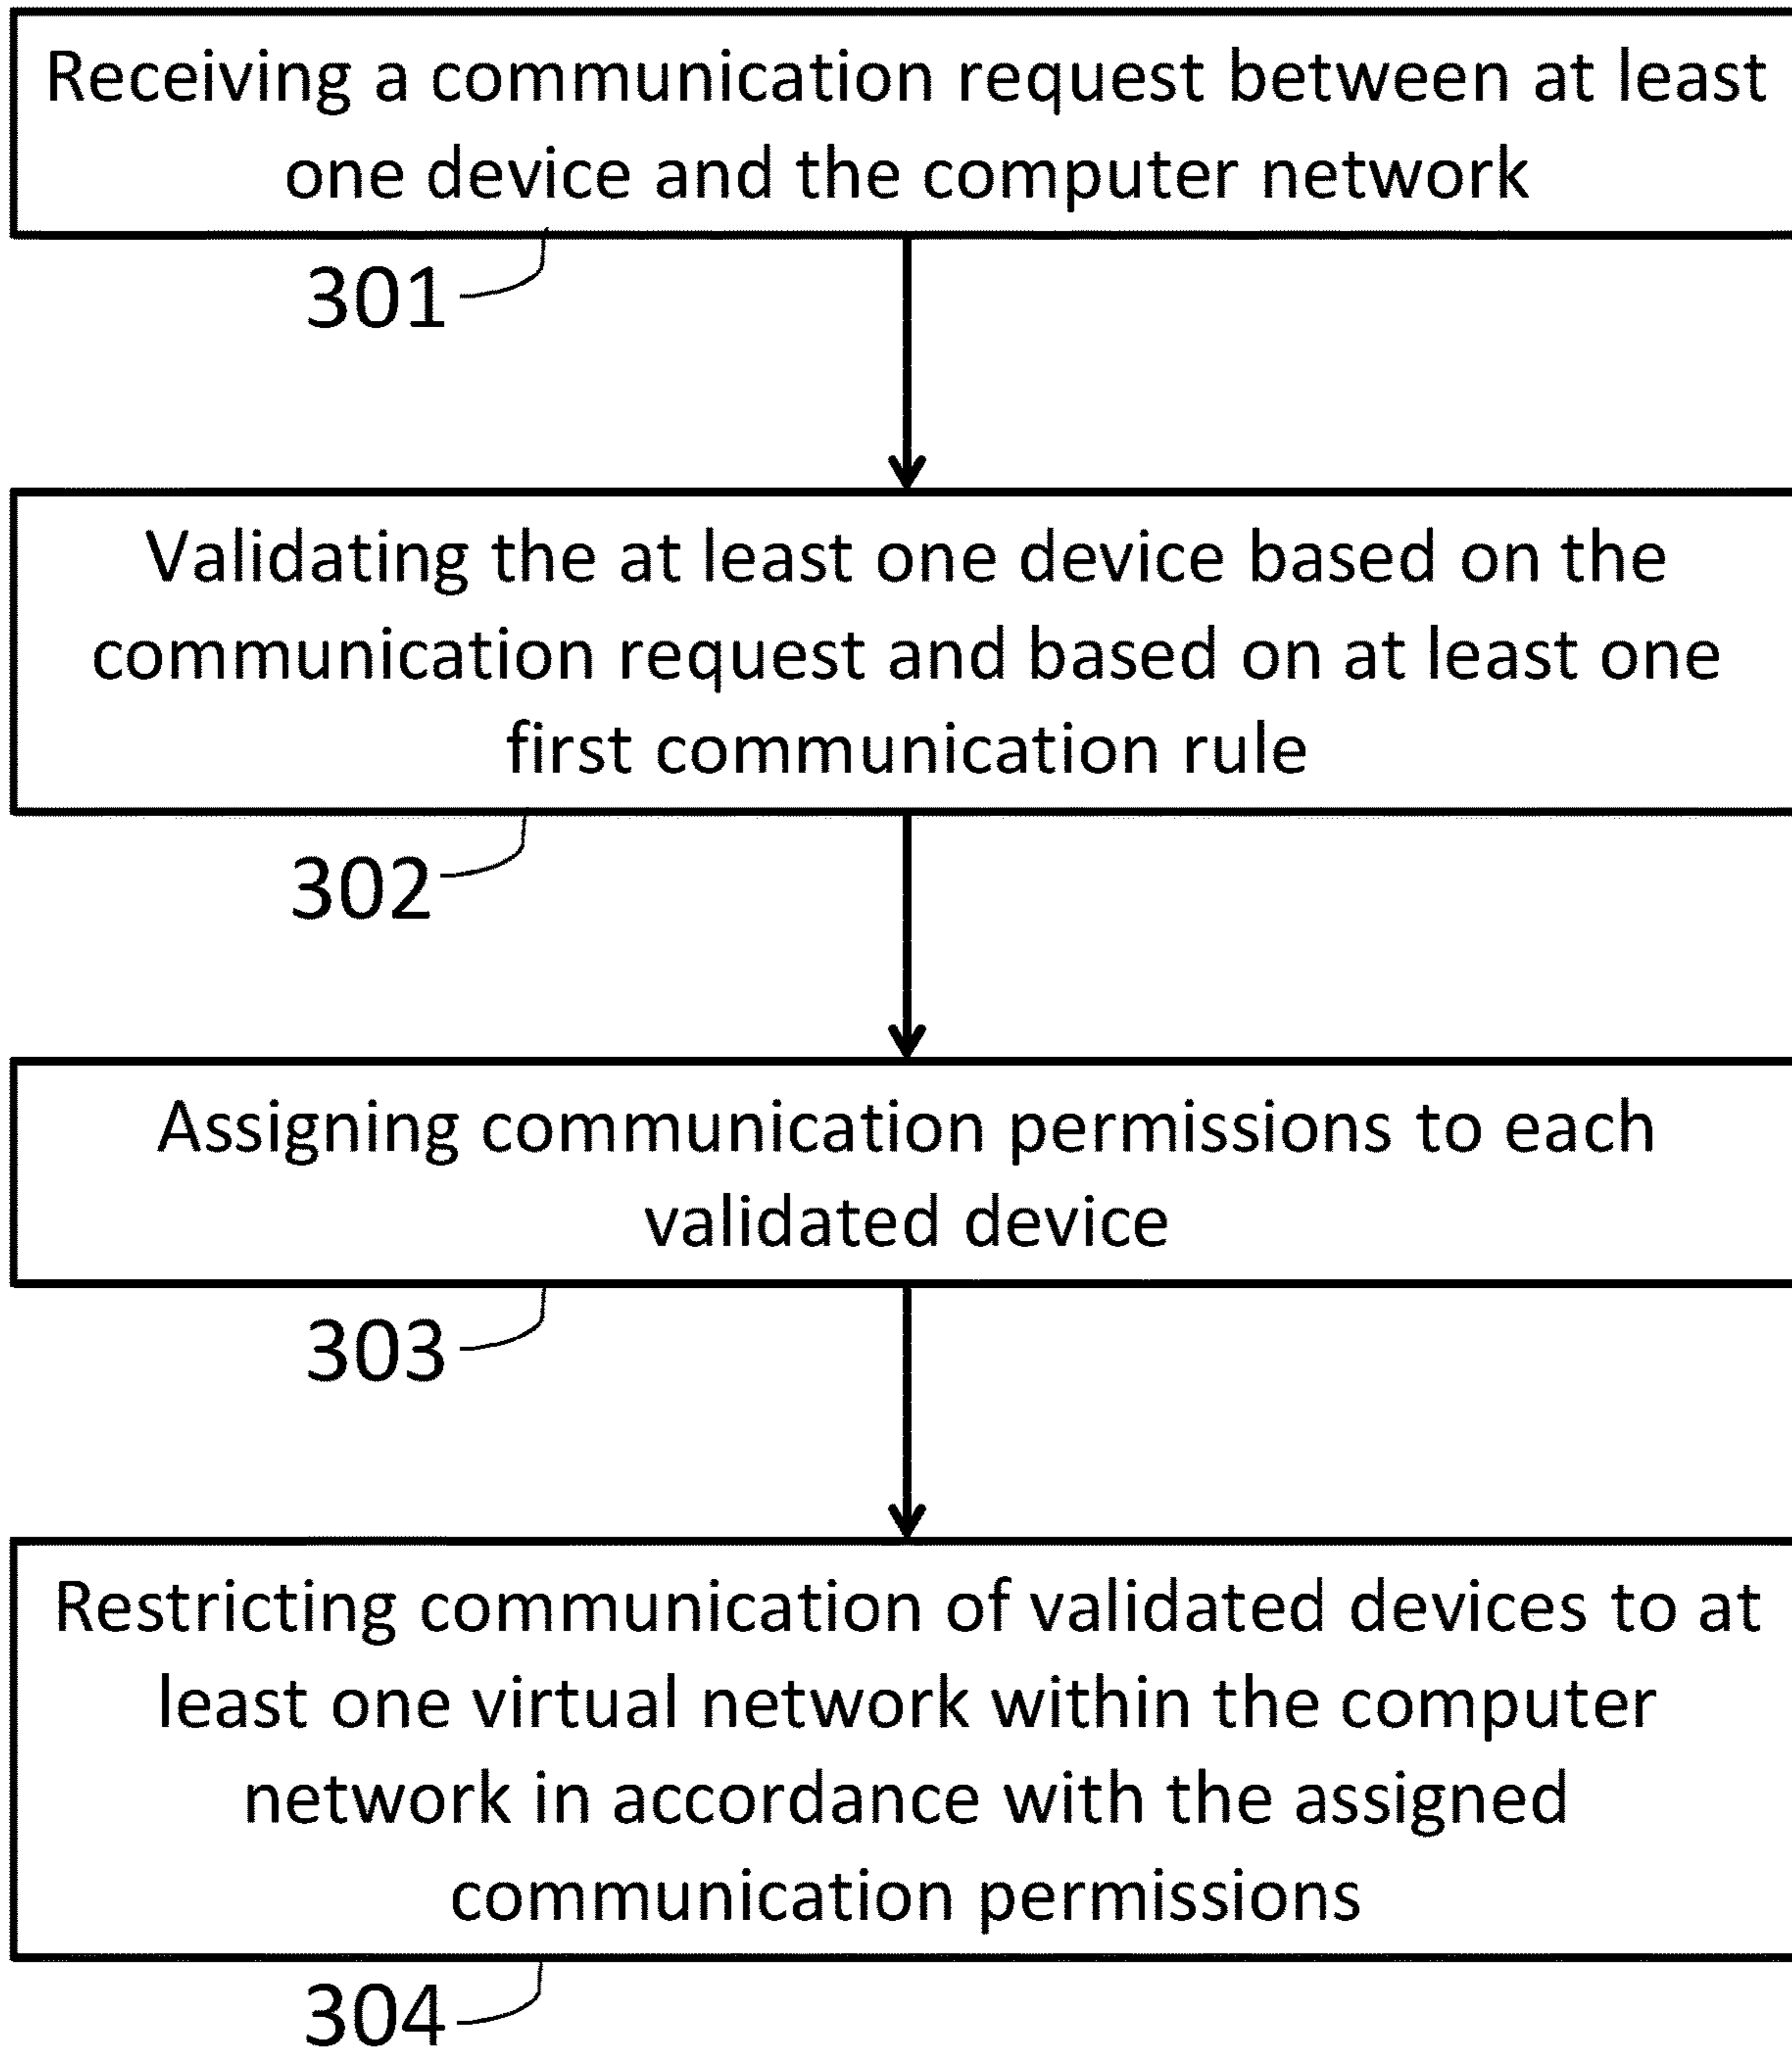 Receiving a communication request between at least
one device and the computer network
301
Validating the at least one device based on the
communication request and based on at least one
first communication rule
302
Assigning communication permissions to each
validated device
303
Restricting communication of validated devices to at
least one virtual network within the computer
network in accordance with the assigned
communication permissions
304